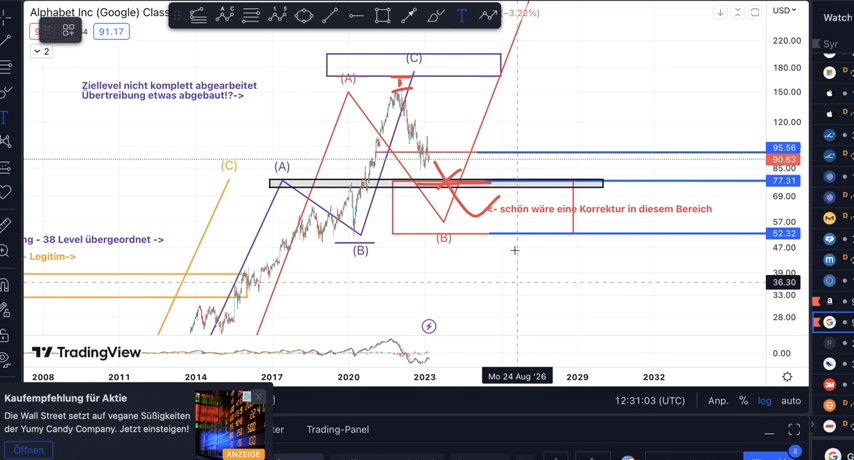 Alphabet Inc (Google) Class
−3.22%)
USD
Watch
91.17
2
Syr
220.00
180.00
150.00
120.00
95.56
90.63
85.00
77.31
69.00
57.00
52.32
47.00
39.00
36.30
33.00
28.00
0.00
(C)
(A)
Ziellevel nicht komplett abgearbeitet
Übertreibung etwas abgebaut!?->
(C)
(A)
<- schön wäre eine Korrektur in diesem Bereich
(B)
(B)
ng - 38 Level übergeordnet ->
- Legitim->
TradingView
2008
2011
2014
2017
2020
2023
Mo 24 Aug '26
2029
2032
12:31:03 (UTC)
Anp.
%
log
auto
Kaufempfehlung für Aktie
Die Wall Street setzt auf vegane Süßigkeiten
der Yumy Candy Company. Jetzt einsteigen!
Öffnen
ANZEIGE
ter
Trading-Panel
4